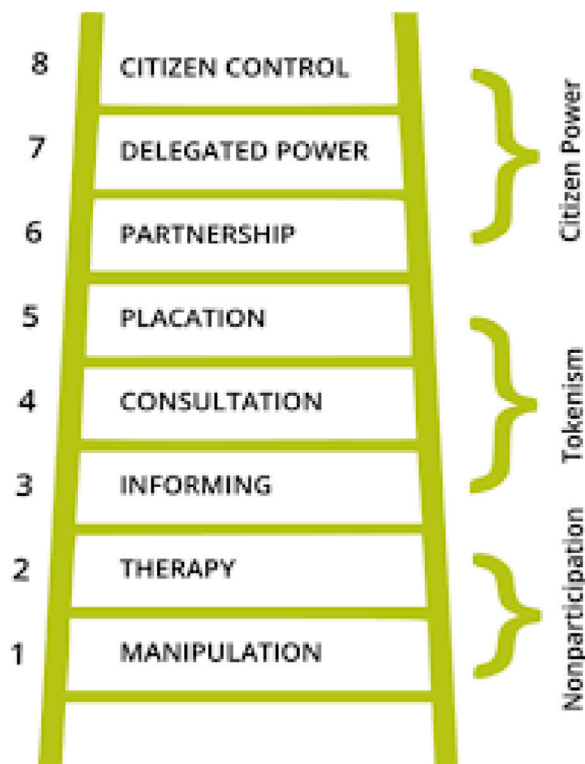 8 CITIZEN CONTROL
7 DELEGATED POWER
6 PARTNERSHIP
Citizen Power
5 PLACATION
4 CONSULTATION
3 INFORMING
Tokenism
2 THERAPY
1 MANIPULATION
Nonparticipation